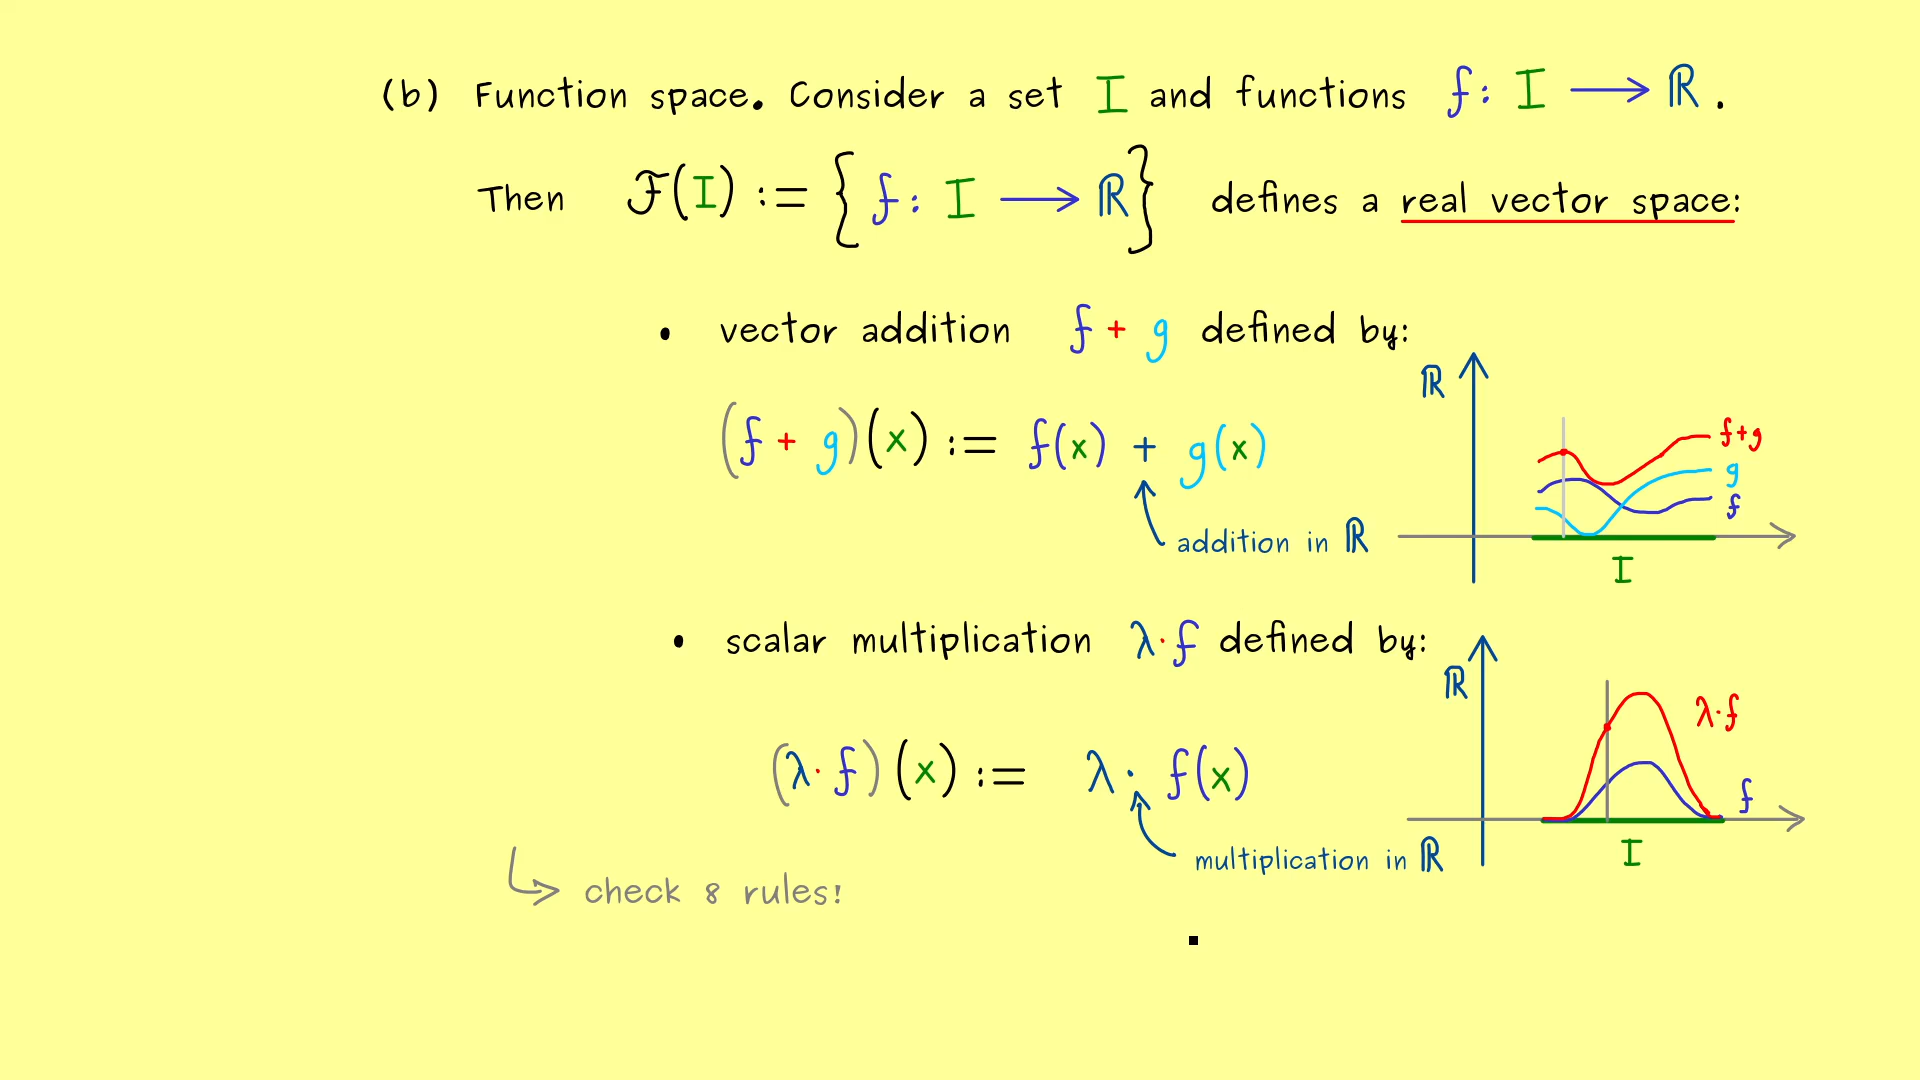 (b) Function space. Consider a set I and functions f: I ⟶ ℝ.
Then ℱ(I) := { f: I ⟶ ℝ } defines a real vector space:
• vector addition f + g defined by:
(f + g)(x) := f(x) + g(x)
addition in ℝ
ℝ
f+g
g
f
I
• scalar multiplication λ·f defined by:
(λ·f)(x) := λ· f(x)
multiplication in ℝ
ℝ
λ·f
f
I
check 8 rules!